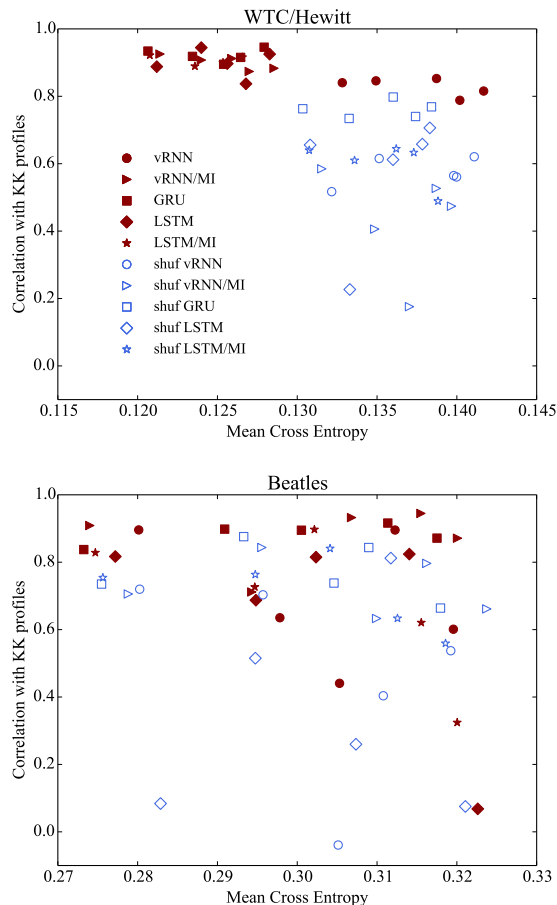 WTC/Hewitt
1.0
0.8
0.6
0.4
0.2
0.0
Correlation with KK profiles
vRNN
vRNN/MI
GRU
LSTM
LSTM/MI
shuf vRNN
shuf vRNN/MI
shuf GRU
shuf LSTM
shuf LSTM/MI
0.115 0.120 0.125 0.130 0.135 0.140 0.145
Mean Cross Entropy
Beatles
1.0
0.8
0.6
0.4
0.2
0.0
Correlation with KK profiles
0.27 0.28 0.29 0.30 0.31 0.32 0.33
Mean Cross Entropy